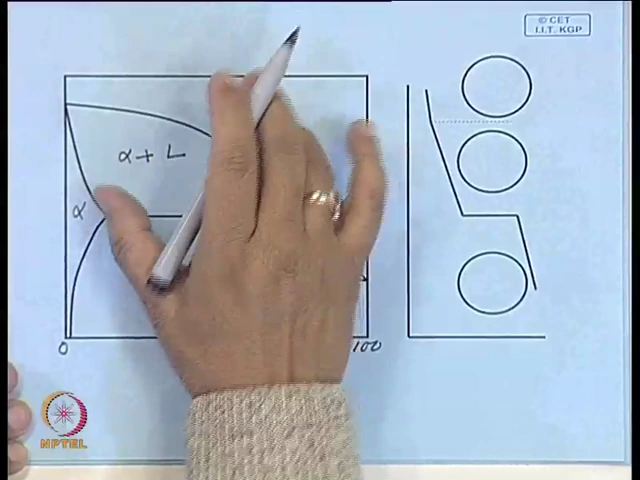 © CET
I.I.T. KGP
α + L
α
0
100
NPTEL